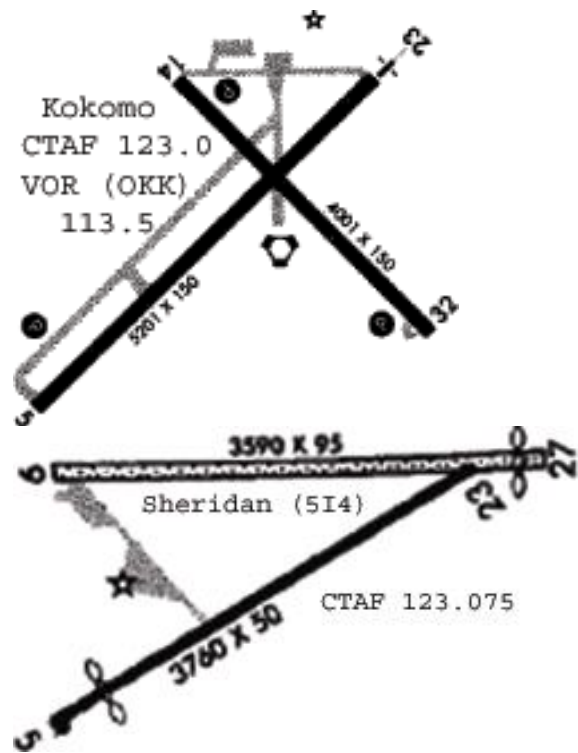 23
14
Kokomo
CTAF 123.0
VOR (OKK)
113.5
4001 X 150
5201 X 150
32
5
3590 X 95
9
27
Sheridan (5I4)
23
CTAF 123.075
3760 X 50
5